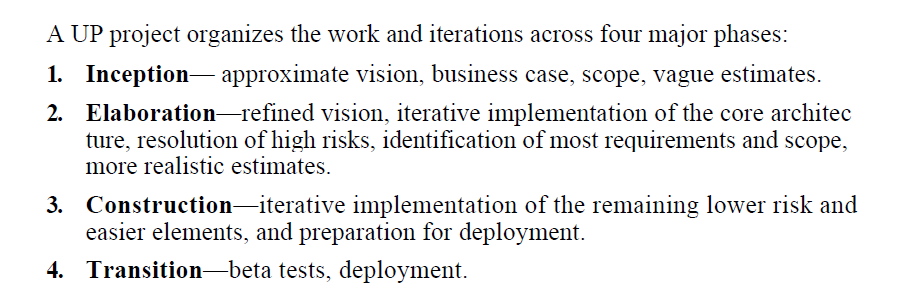 A UP project organizes the work and iterations across four major phases:
1. Inception— approximate vision, business case, scope, vague estimates.
2. Elaboration—refined vision, iterative implementation of the core architec
ture, resolution of high risks, identification of most requirements and scope,
more realistic estimates.
3. Construction—iterative implementation of the remaining lower risk and
easier elements, and preparation for deployment.
4. Transition—beta tests, deployment.